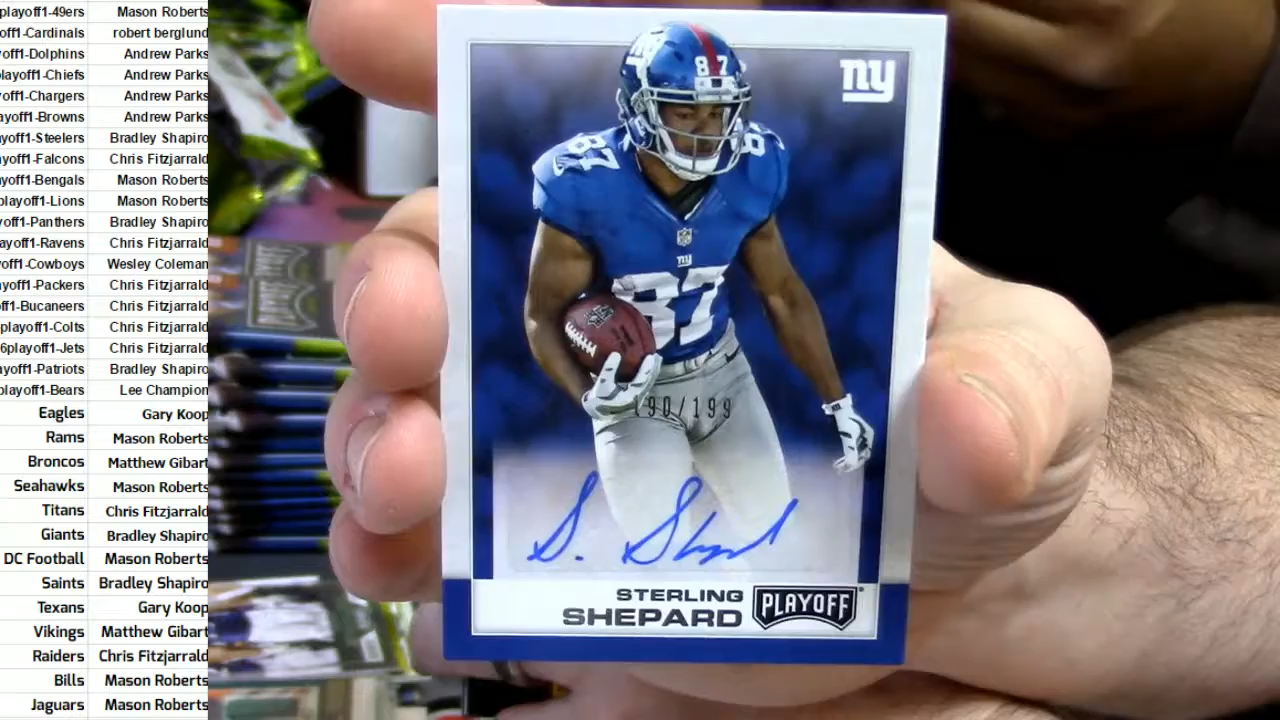 playoff1-49ers Mason Roberts
off1-Cardinals robert berglund
yoff1-Dolphins Andrew Parks
playoff1-Chiefs Andrew Parks
yoff1-Chargers Andrew Parks
ayoff1-Browns Andrew Parks
yoff1-Steelers Bradley Shapiro
yoff1-Falcons Chris Fitzjarrald
yoff1-Bengals Mason Roberts
playoff1-Lions Mason Roberts
yoff1-Panthers Bradley Shapiro
ayoff1-Ravens Chris Fitzjarrald
yoff1-Cowboys Wesley Coleman
ayoff1-Packers Chris Fitzjarrald
off1-Bucaneers Chris Fitzjarrald
playoff1-Colts Chris Fitzjarrald
6playoff1-Jets Chris Fitzjarrald
ayoff1-Patriots Bradley Shapiro
playoff1-Bears Lee Champion
Eagles Gary Koop
Rams Mason Roberts
Broncos Matthew Gibart
Seahawks Mason Roberts
Titans Chris Fitzjarrald
Giants Bradley Shapiro
DC Football Mason Roberts
Saints Bradley Shapiro
Texans Gary Koop
Vikings Matthew Gibart
Raiders Chris Fitzjarrald
Bills Mason Roberts
Jaguars Mason Roberts
ny
87
87
ny
87
190/199
S. Shepard
STERLING
SHEPARD
PLAYOFF